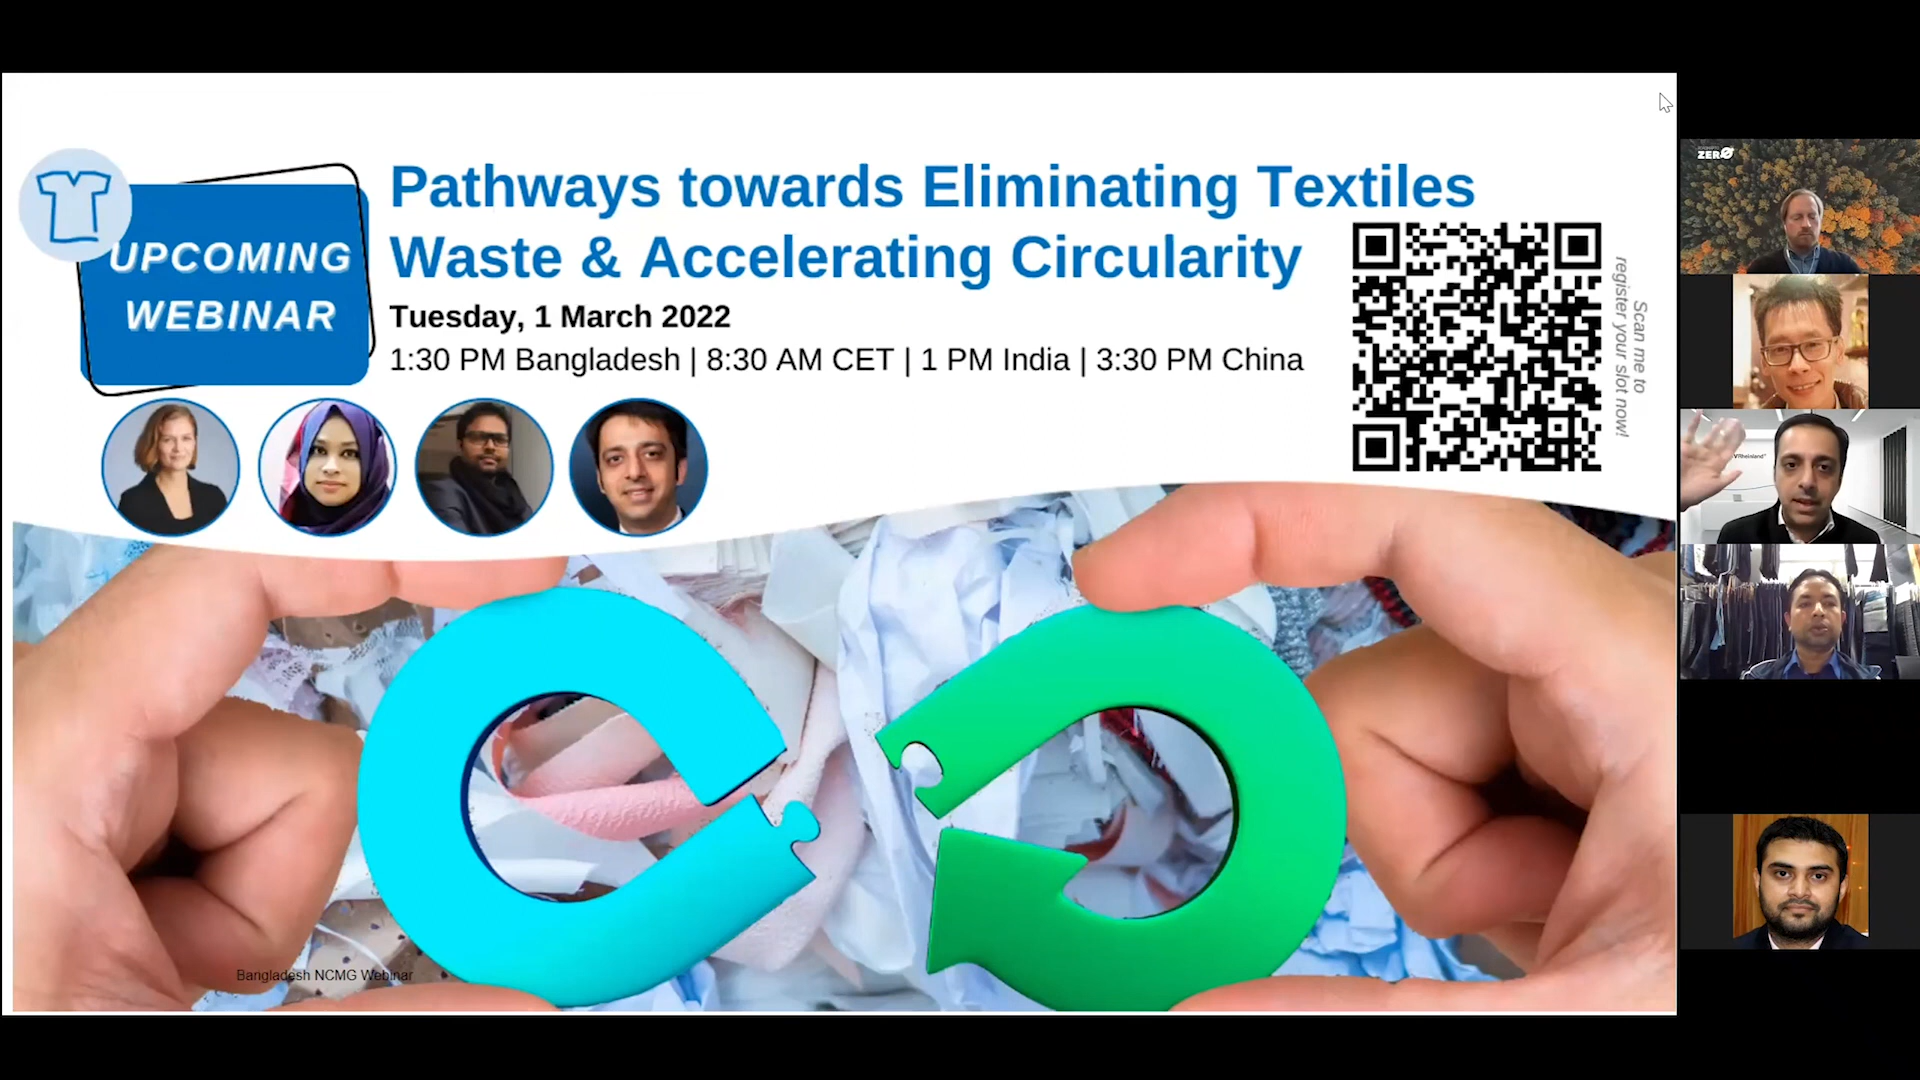 UPCOMING
WEBINAR
Pathways towards Eliminating Textiles
Waste & Accelerating Circularity
Tuesday, 1 March 2022
1:30 PM Bangladesh | 8:30 AM CET | 1 PM India | 3:30 PM China
Scan me to
register your slot now!
Bangladesh NCMG Webinar
ZERO
VRheinland